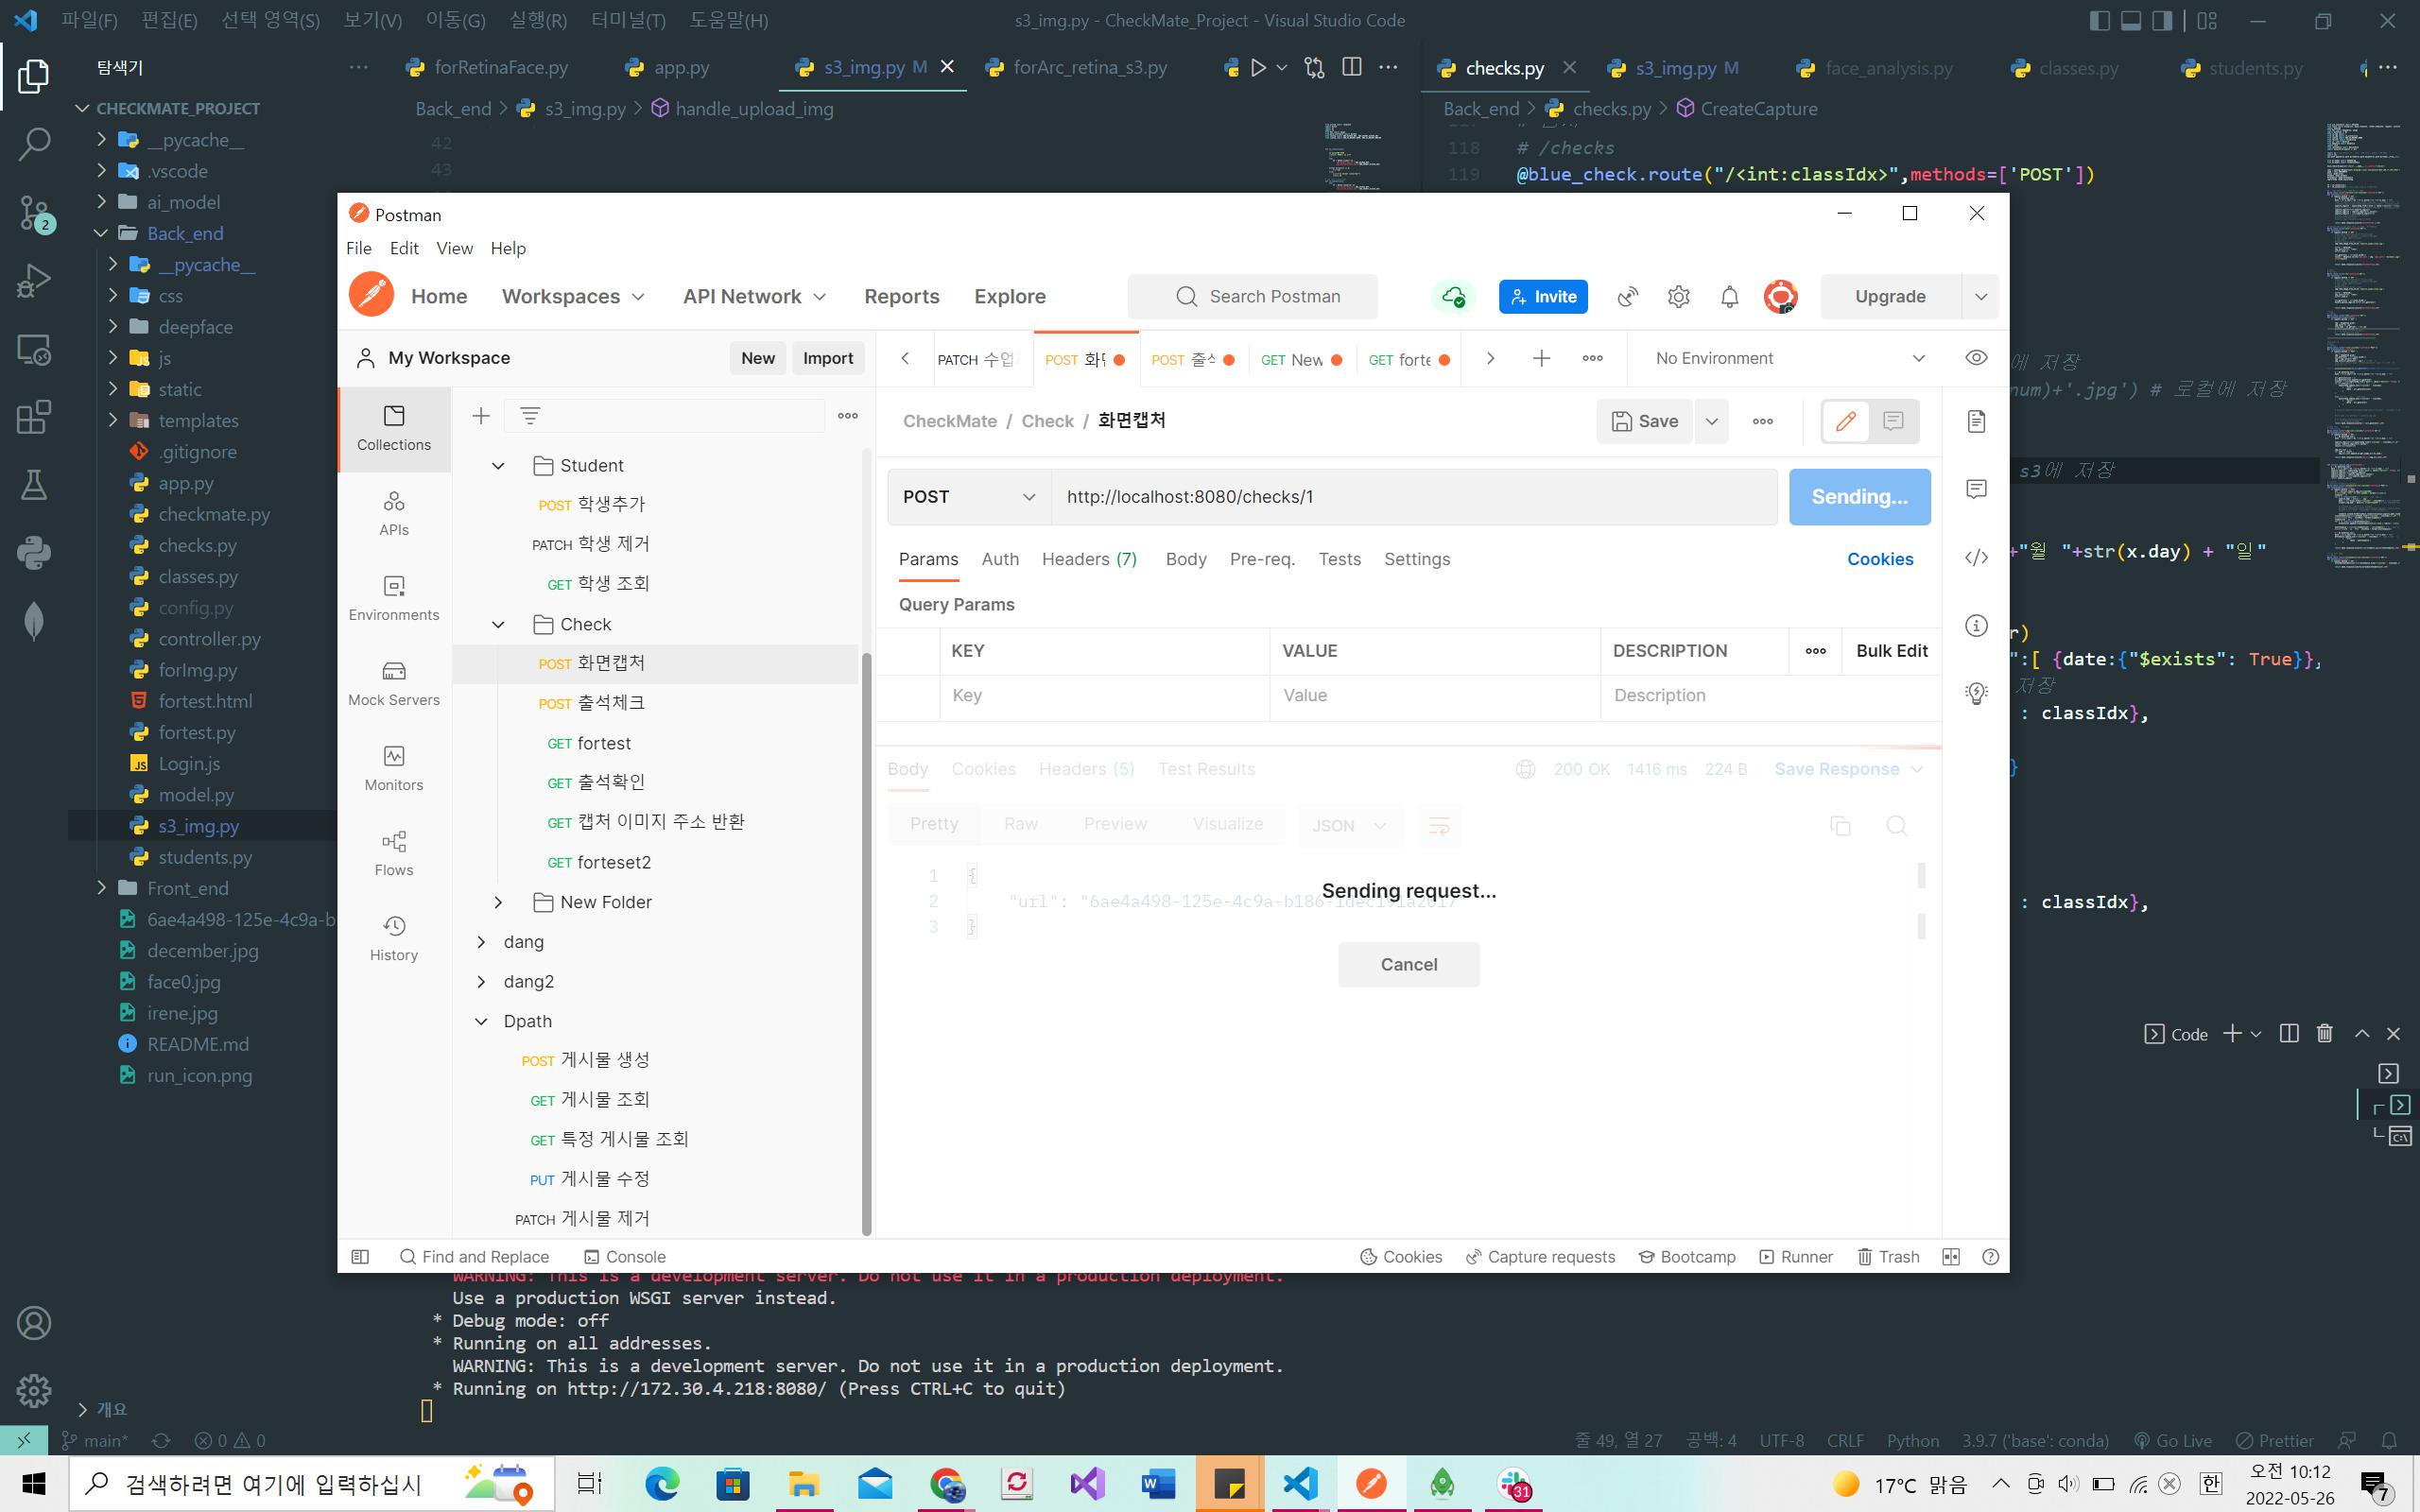 파일(F) 편집(E) 선택 영역(S) 보기(V) 이동(G) 실행(R) 터미널(T) 도움말(H) s3_img.py - CheckMate_Project - Visual Studio Code
탐색기
forRetinaFace.py app.py s3_img.py M forArc_retina_s3.py
checks.py s3_img.py M face_analysis.py classes.py students.py
CHECKMATE_PROJECT
Back_end > s3_img.py > handle_upload_img
Back_end > checks.py > CreateCapture
42
43
118 # /checks
119 @blue_check.route("/<int:classIdx>",methods=['POST'])
__pycache__
.vscode
ai_model
Back_end
__pycache__
css
deepface
js
static
templates
.gitignore
app.py
checkmate.py
checks.py
classes.py
config.py
controller.py
forImg.py
fortest.html
fortest.py
Login.js
model.py
s3_img.py
students.py
Front_end
6ae4a498-125e-4c9a-b
december.jpg
face0.jpg
irene.jpg
README.md
run_icon.png
개요
Postman
File Edit View Help
Home Workspaces API Network Reports Explore Search Postman Invite Upgrade
My Workspace New Import
PATCH 수업 POST 화면 POST 출석 GET New GET forte No Environment
Collections
APIs
Environments
Mock Servers
Monitors
Flows
History
Student
POST 학생추가
PATCH 학생 제거
GET 학생 조회
Check
POST 화면캡처
POST 출석체크
GET fortest
GET 출석확인
GET 캡처 이미지 주소 반환
GET forteset2
New Folder
dang
dang2
Dpath
POST 게시물 생성
GET 게시물 조회
GET 특정 게시물 조회
PUT 게시물 수정
PATCH 게시물 제거
CheckMate / Check / 화면캡처 Save
POST http://localhost:8080/checks/1 Sending...
Params Auth Headers (7) Body Pre-req. Tests Settings Cookies
Query Params
KEY VALUE DESCRIPTION Bulk Edit
Key Value Description
Body Cookies Headers (5) Test Results 200 OK 1416 ms 224 B Save Response
Pretty Raw Preview Visualize JSON
1 {
Sending request...
2 "url": "6ae4a498-125e-4c9a-b186-1dec191a2017"
3 }
Cancel
Find and Replace Console Cookies Capture requests Bootcamp Runner Trash
에 저장
num)+'.jpg') # 로컬에 저장
s3에 저장
+"월 "+str(x.day) + "일"
r)
":[ {date:{"$exists": True}},
저장
: classIdx},
}
: classIdx},
Code
WARNING: This is a development server. Do not use it in a production deployment.
Use a production WSGI server instead.
* Debug mode: off
* Running on all addresses.
WARNING: This is a development server. Do not use it in a production deployment.
* Running on http://172.30.4.218:8080/ (Press CTRL+C to quit)
main* 0 0 줄 49, 열 27 공백: 4 UTF-8 CRLF Python 3.9.7 ('base': conda) Go Live Prettier
검색하려면 여기에 입력하십시 17°C 맑음 한 오전 10:12
2022-05-26
7
31
2